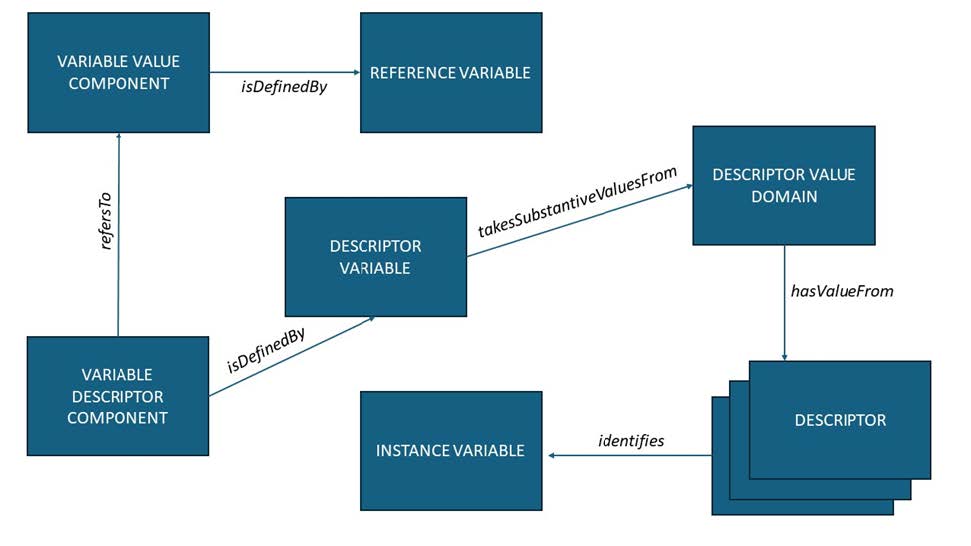 VARIABLE VALUE
COMPONENT
isDefinedBy
REFERENCE VARIABLE
refersTo
DESCRIPTOR
VARIABLE
takesSubstantiveValuesFrom
DESCRIPTOR VALUE
DOMAIN
hasValueFrom
isDefinedBy
VARIABLE
DESCRIPTOR
COMPONENT
INSTANCE VARIABLE
identifies
DESCRIPTOR